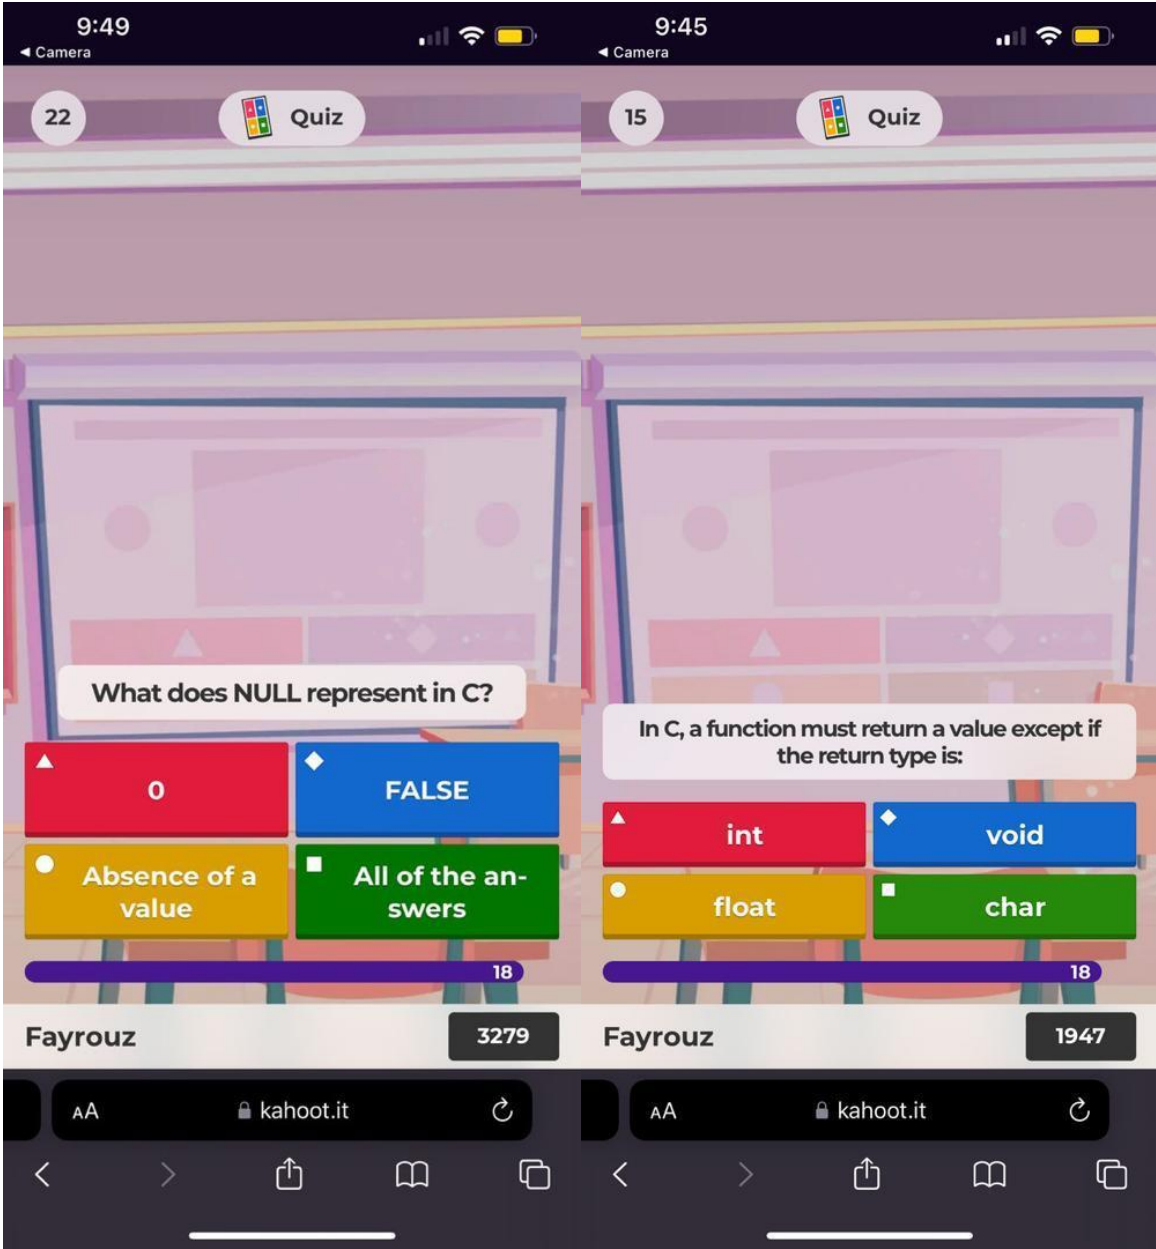 9:49
◀ Camera
22
Quiz
What does NULL represent in C?
0
FALSE
Absence of a
value
All of the an-
swers
18
Fayrouz
3279
AA
kahoot.it
9:45
◀ Camera
15
Quiz
In C, a function must return a value except if
the return type is:
int
void
float
char
18
Fayrouz
1947
AA
kahoot.it